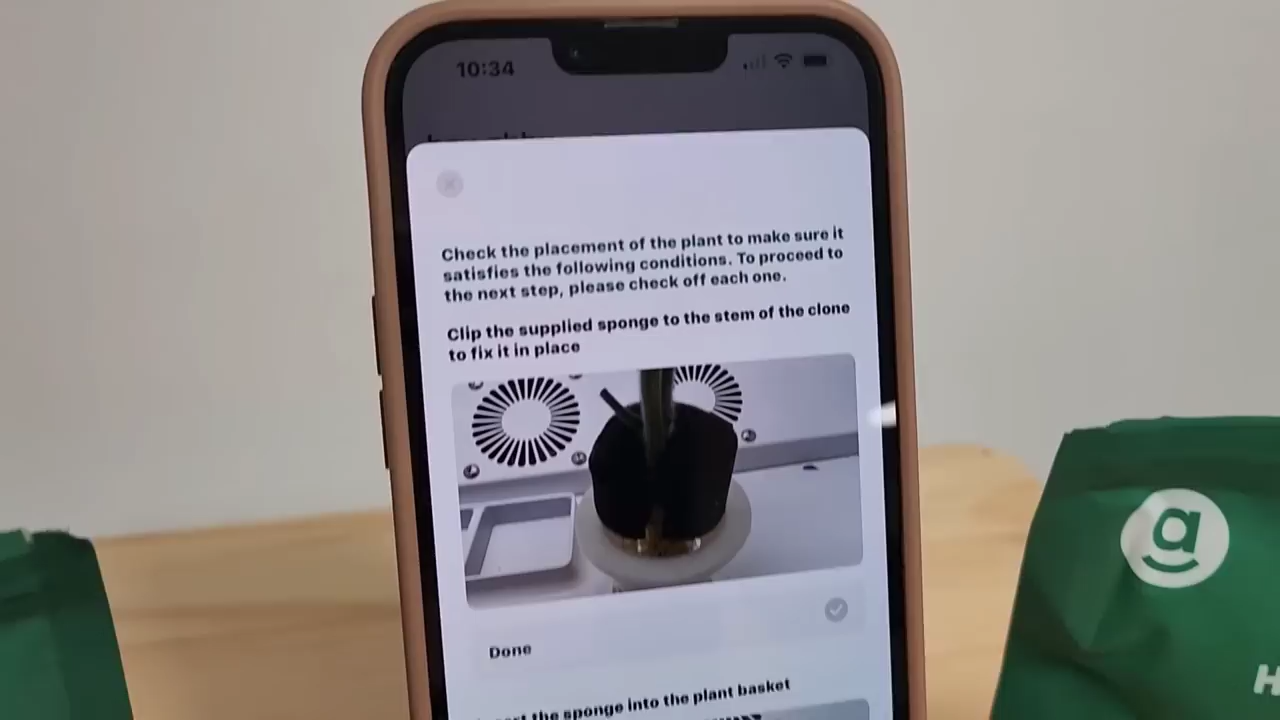 10:34
Check the placement of the plant to make sure it
satisfies the following conditions. To proceed to
the next step, please check off each one.
Clip the supplied sponge to the stem of the clone
to fix it in place
Done
the sponge into the plant basket
a
H